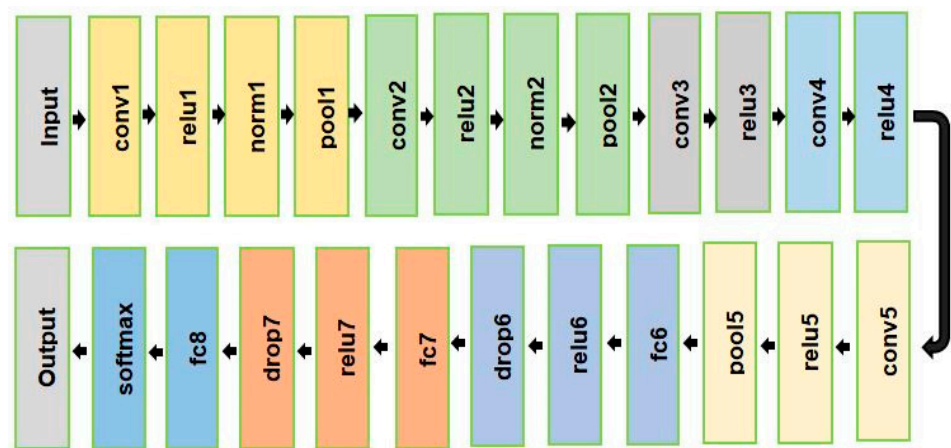 Input
conv1
relu1
norm1
pool1
conv2
relu2
norm2
pool2
conv3
relu3
conv4
relu4
conv5
relu5
pool5
fc6
relu6
drop6
fc7
relu7
drop7
fc8
softmax
Output